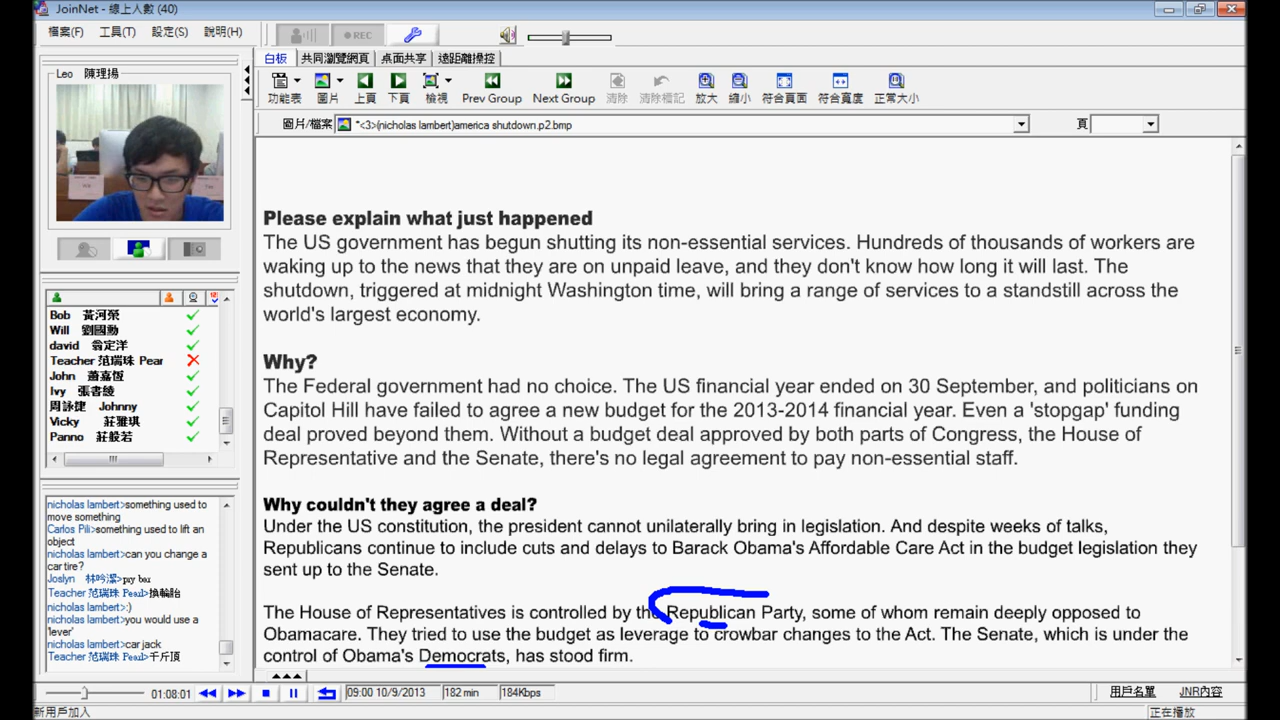 JoinNet - 線上人數 (40)
檔案(F) 工具(T) 設定(S) 說明(H)
REC
白板 共同瀏覽網頁 桌面共享 遠距離操控
功能表 圖片 上頁 下頁 檢視 Prev Group Next Group 清除 清除標記 放大 縮小 符合頁面 符合寬度 正常大小
圖片/檔案 *<3>(nicholas lambert)america shutdown.p2.bmp 頁
Leo 陳理揚
Bob 黃河榮
Will 劉國勳
david 翁定洋
Teacher 范瑞珠 Pear
John 蕭嘉恆
Ivy 張書綾
周詠捷 Johnny
Vicky 莊雅琪
Panno 莊般若
nicholas lambert>something used to
move something
Carlos Pili>something used to lift an
object
nicholas lambert>can you change a
car tire?
Joslyn 林吟潔>pry bar
Teacher 范瑞珠 Pearl>換輪胎
nicholas lambert>:)
nicholas lambert>you would use a
'lever'
nicholas lambert>car jack
Teacher 范瑞珠 Pearl>千斤頂
Please explain what just happened
The US government has begun shutting its non-essential services. Hundreds of thousands of workers are
waking up to the news that they are on unpaid leave, and they don't know how long it will last. The
shutdown, triggered at midnight Washington time, will bring a range of services to a standstill across the
world's largest economy.
Why?
The Federal government had no choice. The US financial year ended on 30 September, and politicians on
Capitol Hill have failed to agree a new budget for the 2013-2014 financial year. Even a 'stopgap' funding
deal proved beyond them. Without a budget deal approved by both parts of Congress, the House of
Representative and the Senate, there's no legal agreement to pay non-essential staff.
Why couldn't they agree a deal?
Under the US constitution, the president cannot unilaterally bring in legislation. And despite weeks of talks,
Republicans continue to include cuts and delays to Barack Obama's Affordable Care Act in the budget legislation they
sent up to the Senate.
The House of Representatives is controlled by the Republican Party, some of whom remain deeply opposed to
Obamacare. They tried to use the budget as leverage to crowbar changes to the Act. The Senate, which is under the
control of Obama's Democrats, has stood firm.
01:08:01 09:00 10/9/2013 182 min 184Kbps 用戶名單 JNR內容
新用戶加入 正在播放